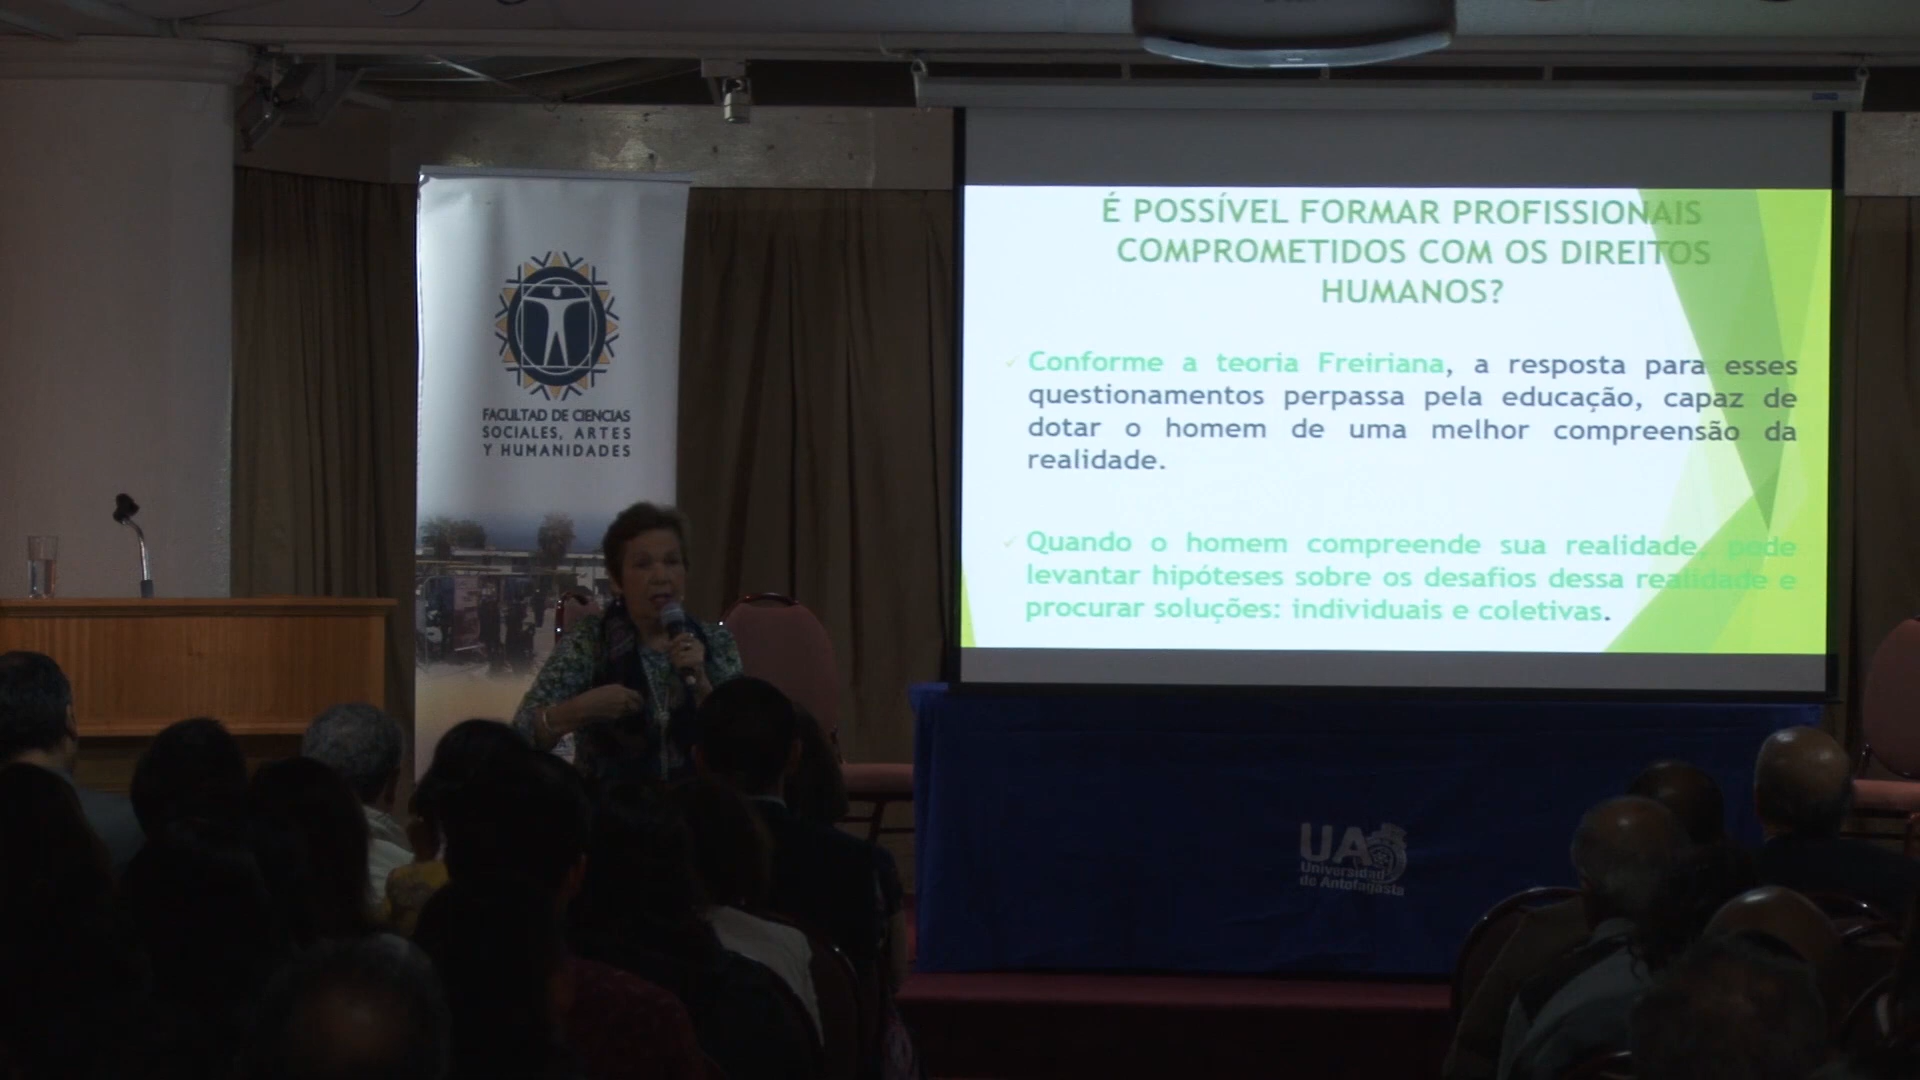 FACULTAD DE CIENCIAS
SOCIALES, ARTES
Y HUMANIDADES
É POSSÍVEL FORMAR PROFISSIONAIS
COMPROMETIDOS COM OS DIREITOS
HUMANOS?
Conforme a teoria Freiriana, a resposta para esses
questionamentos perpassa pela educação, capaz de
dotar o homem de uma melhor compreensão da
realidade.
Quando o homem compreende sua realidade, pode
levantar hipóteses sobre os desafios dessa realidade e
procurar soluções: individuais e coletivas.
UA
Universidad
de Antofagasta